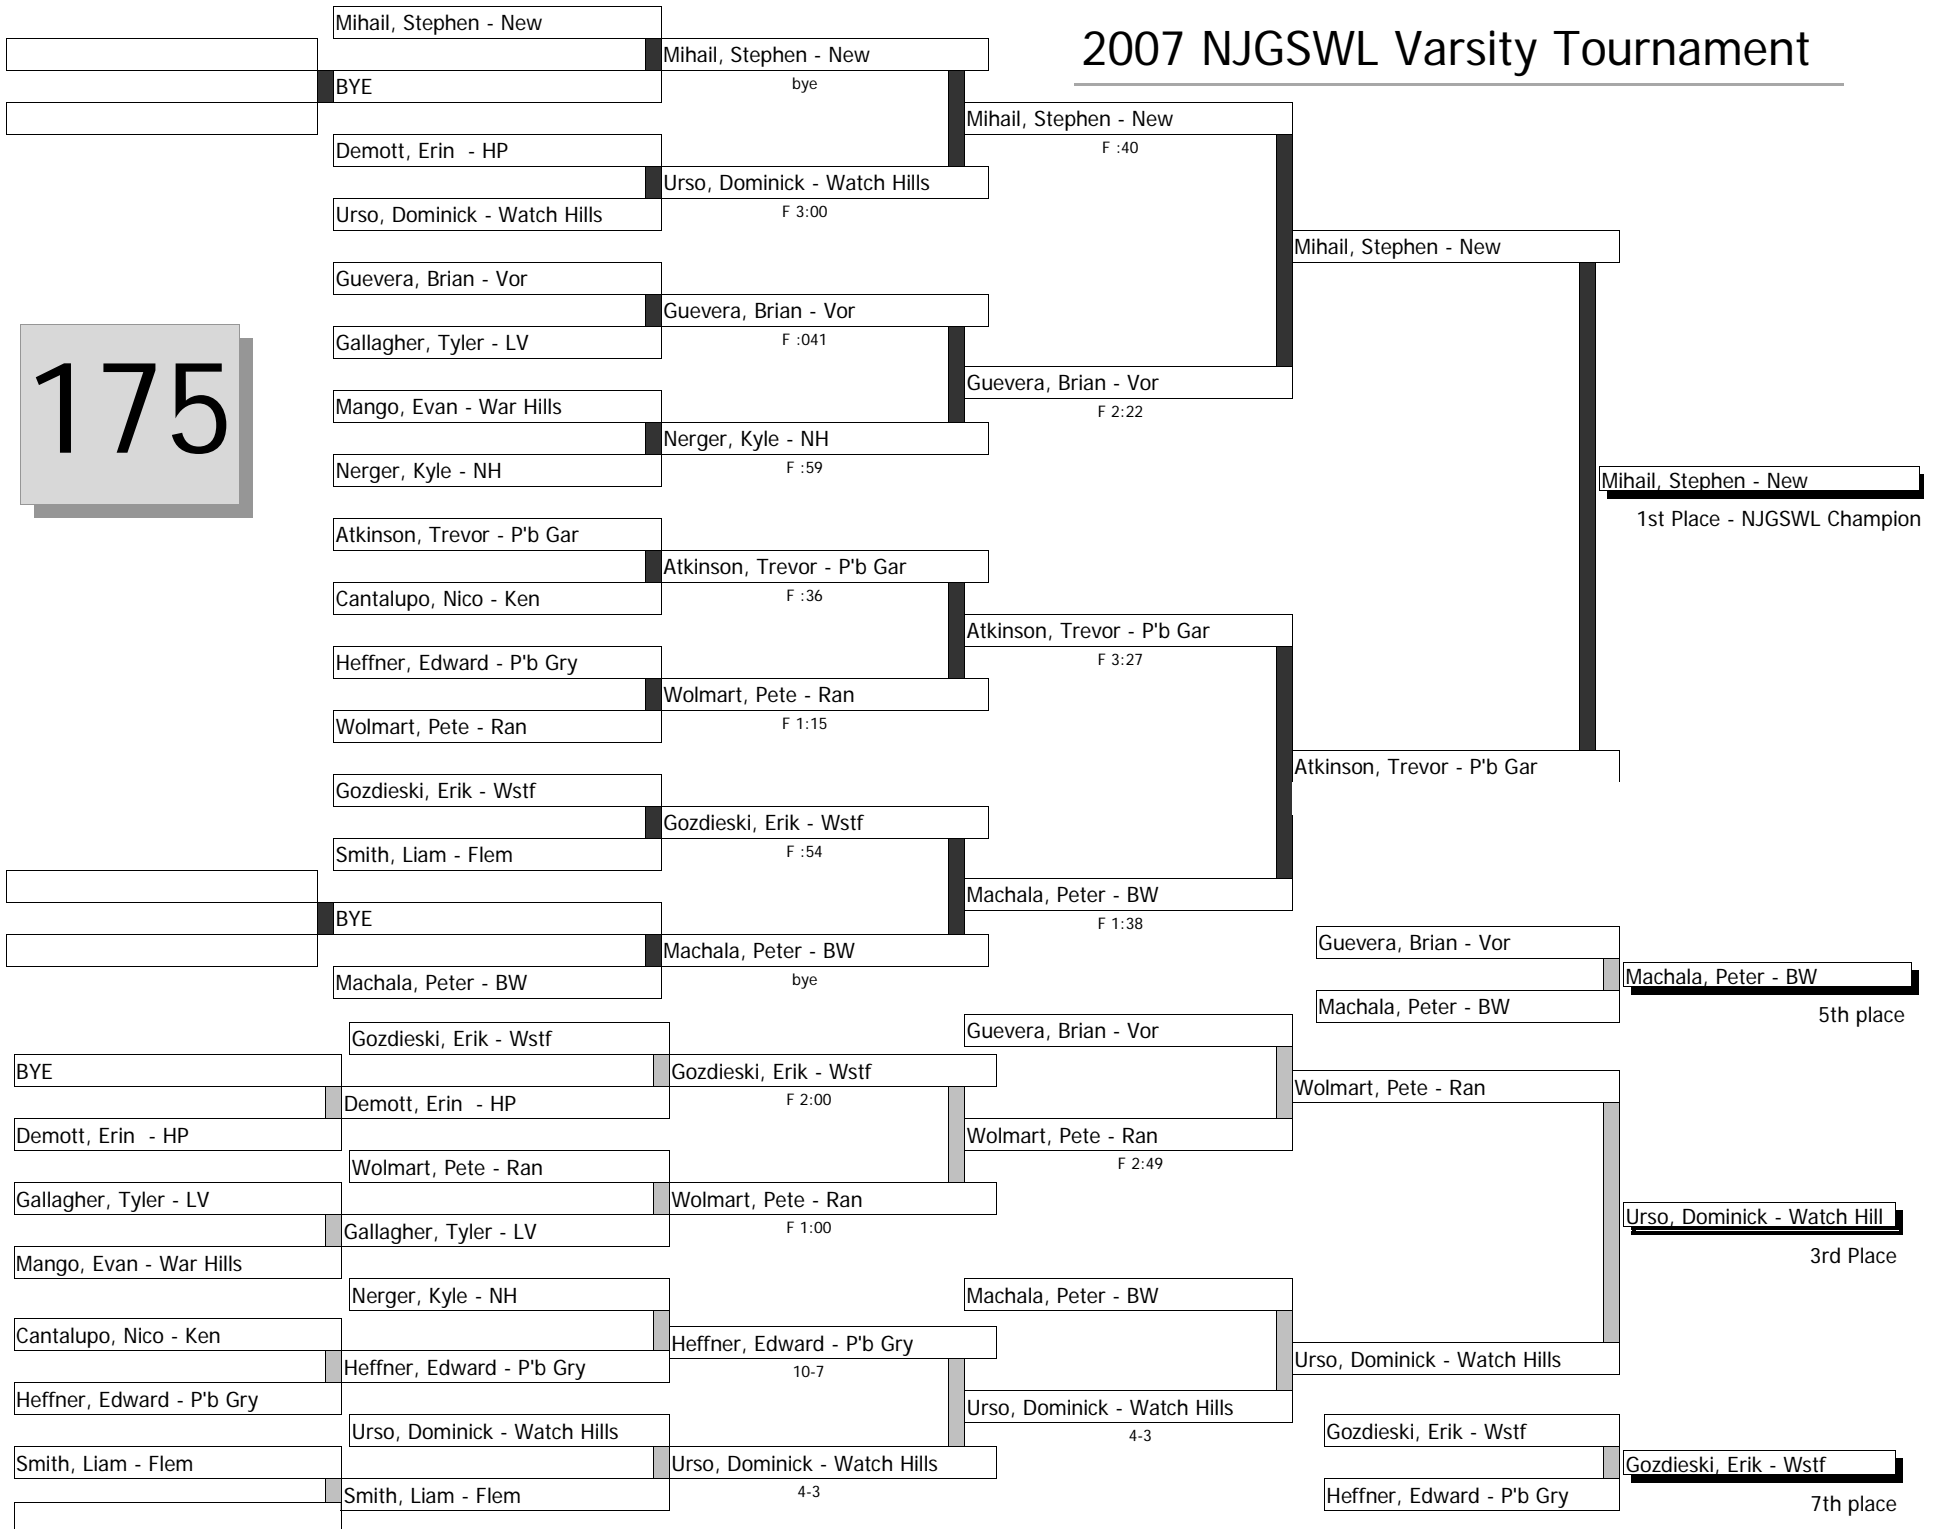 2007 NJGSWL Varsity Tournament
175
Mihail, Stephen - New
BYE
Demott, Erin - HP
Urso, Dominick - Watch Hills
Guevera, Brian - Vor
Gallagher, Tyler - LV
Mango, Evan - War Hills
Nerger, Kyle - NH
Atkinson, Trevor - P'b Gar
Cantalupo, Nico - Ken
Heffner, Edward - P'b Gry
Wolmart, Pete - Ran
Gozdieski, Erik - Wstf
Smith, Liam - Flem
BYE
Machala, Peter - BW
Mihail, Stephen - New
bye
Urso, Dominick - Watch Hills
F 3:00
Guevera, Brian - Vor
F :041
Nerger, Kyle - NH
F :59
Atkinson, Trevor - P'b Gar
F :36
Wolmart, Pete - Ran
F 1:15
Gozdieski, Erik - Wstf
F :54
Machala, Peter - BW
bye
Mihail, Stephen - New
F :40
Guevera, Brian - Vor
F 2:22
Atkinson, Trevor - P'b Gar
F 3:27
Machala, Peter - BW
F 1:38
Mihail, Stephen - New
Atkinson, Trevor - P'b Gar
Mihail, Stephen - New
1st Place - NJGSWL Champion
Guevera, Brian - Vor
Machala, Peter - BW
Machala, Peter - BW
5th place
BYE
Demott, Erin - HP
Gallagher, Tyler - LV
Mango, Evan - War Hills
Cantalupo, Nico - Ken
Heffner, Edward - P'b Gry
Smith, Liam - Flem
Gozdieski, Erik - Wstf
Demott, Erin - HP
Wolmart, Pete - Ran
Gallagher, Tyler - LV
Nerger, Kyle - NH
Heffner, Edward - P'b Gry
Urso, Dominick - Watch Hills
Smith, Liam - Flem
Gozdieski, Erik - Wstf
F 2:00
Wolmart, Pete - Ran
F 1:00
Heffner, Edward - P'b Gry
10-7
Urso, Dominick - Watch Hills
4-3
Guevera, Brian - Vor
Wolmart, Pete - Ran
F 2:49
Machala, Peter - BW
Urso, Dominick - Watch Hills
4-3
Wolmart, Pete - Ran
Urso, Dominick - Watch Hills
Urso, Dominick - Watch Hill
3rd Place
Gozdieski, Erik - Wstf
Heffner, Edward - P'b Gry
Gozdieski, Erik - Wstf
7th place